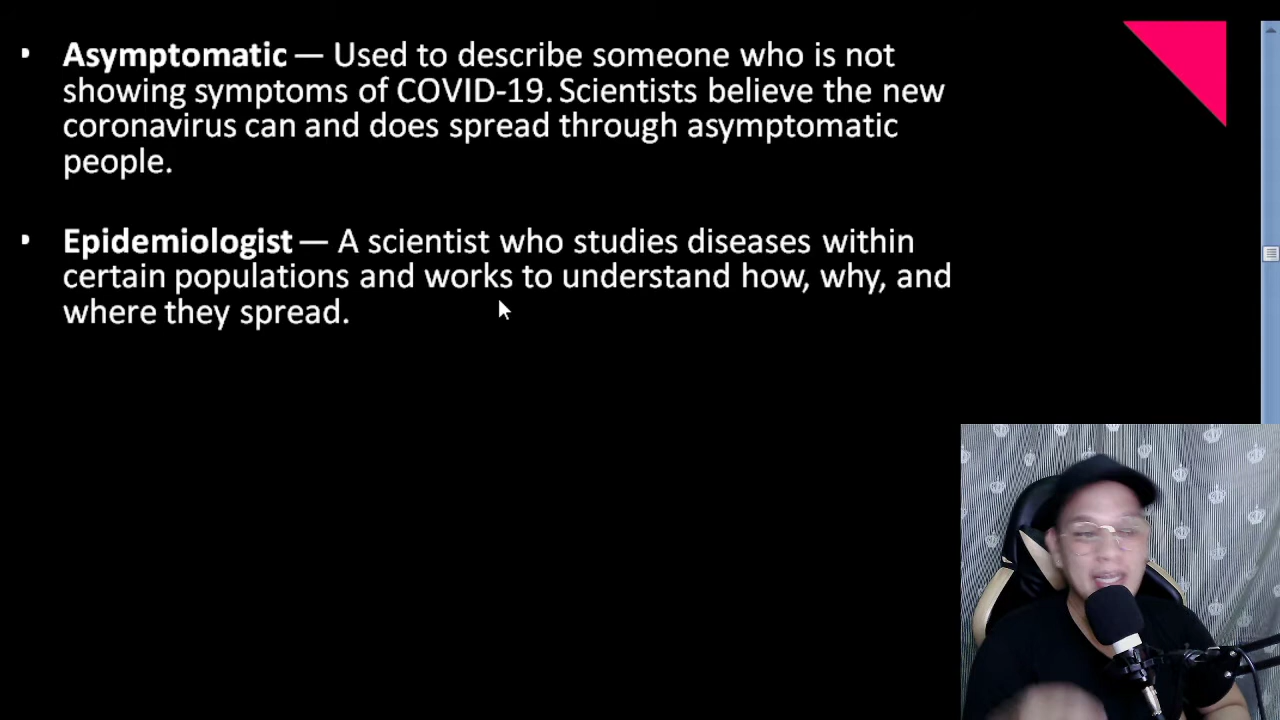 • Asymptomatic — Used to describe someone who is not
showing symptoms of COVID-19. Scientists believe the new
coronavirus can and does spread through asymptomatic
people.
• Epidemiologist — A scientist who studies diseases within
certain populations and works to understand how, why, and
where they spread.